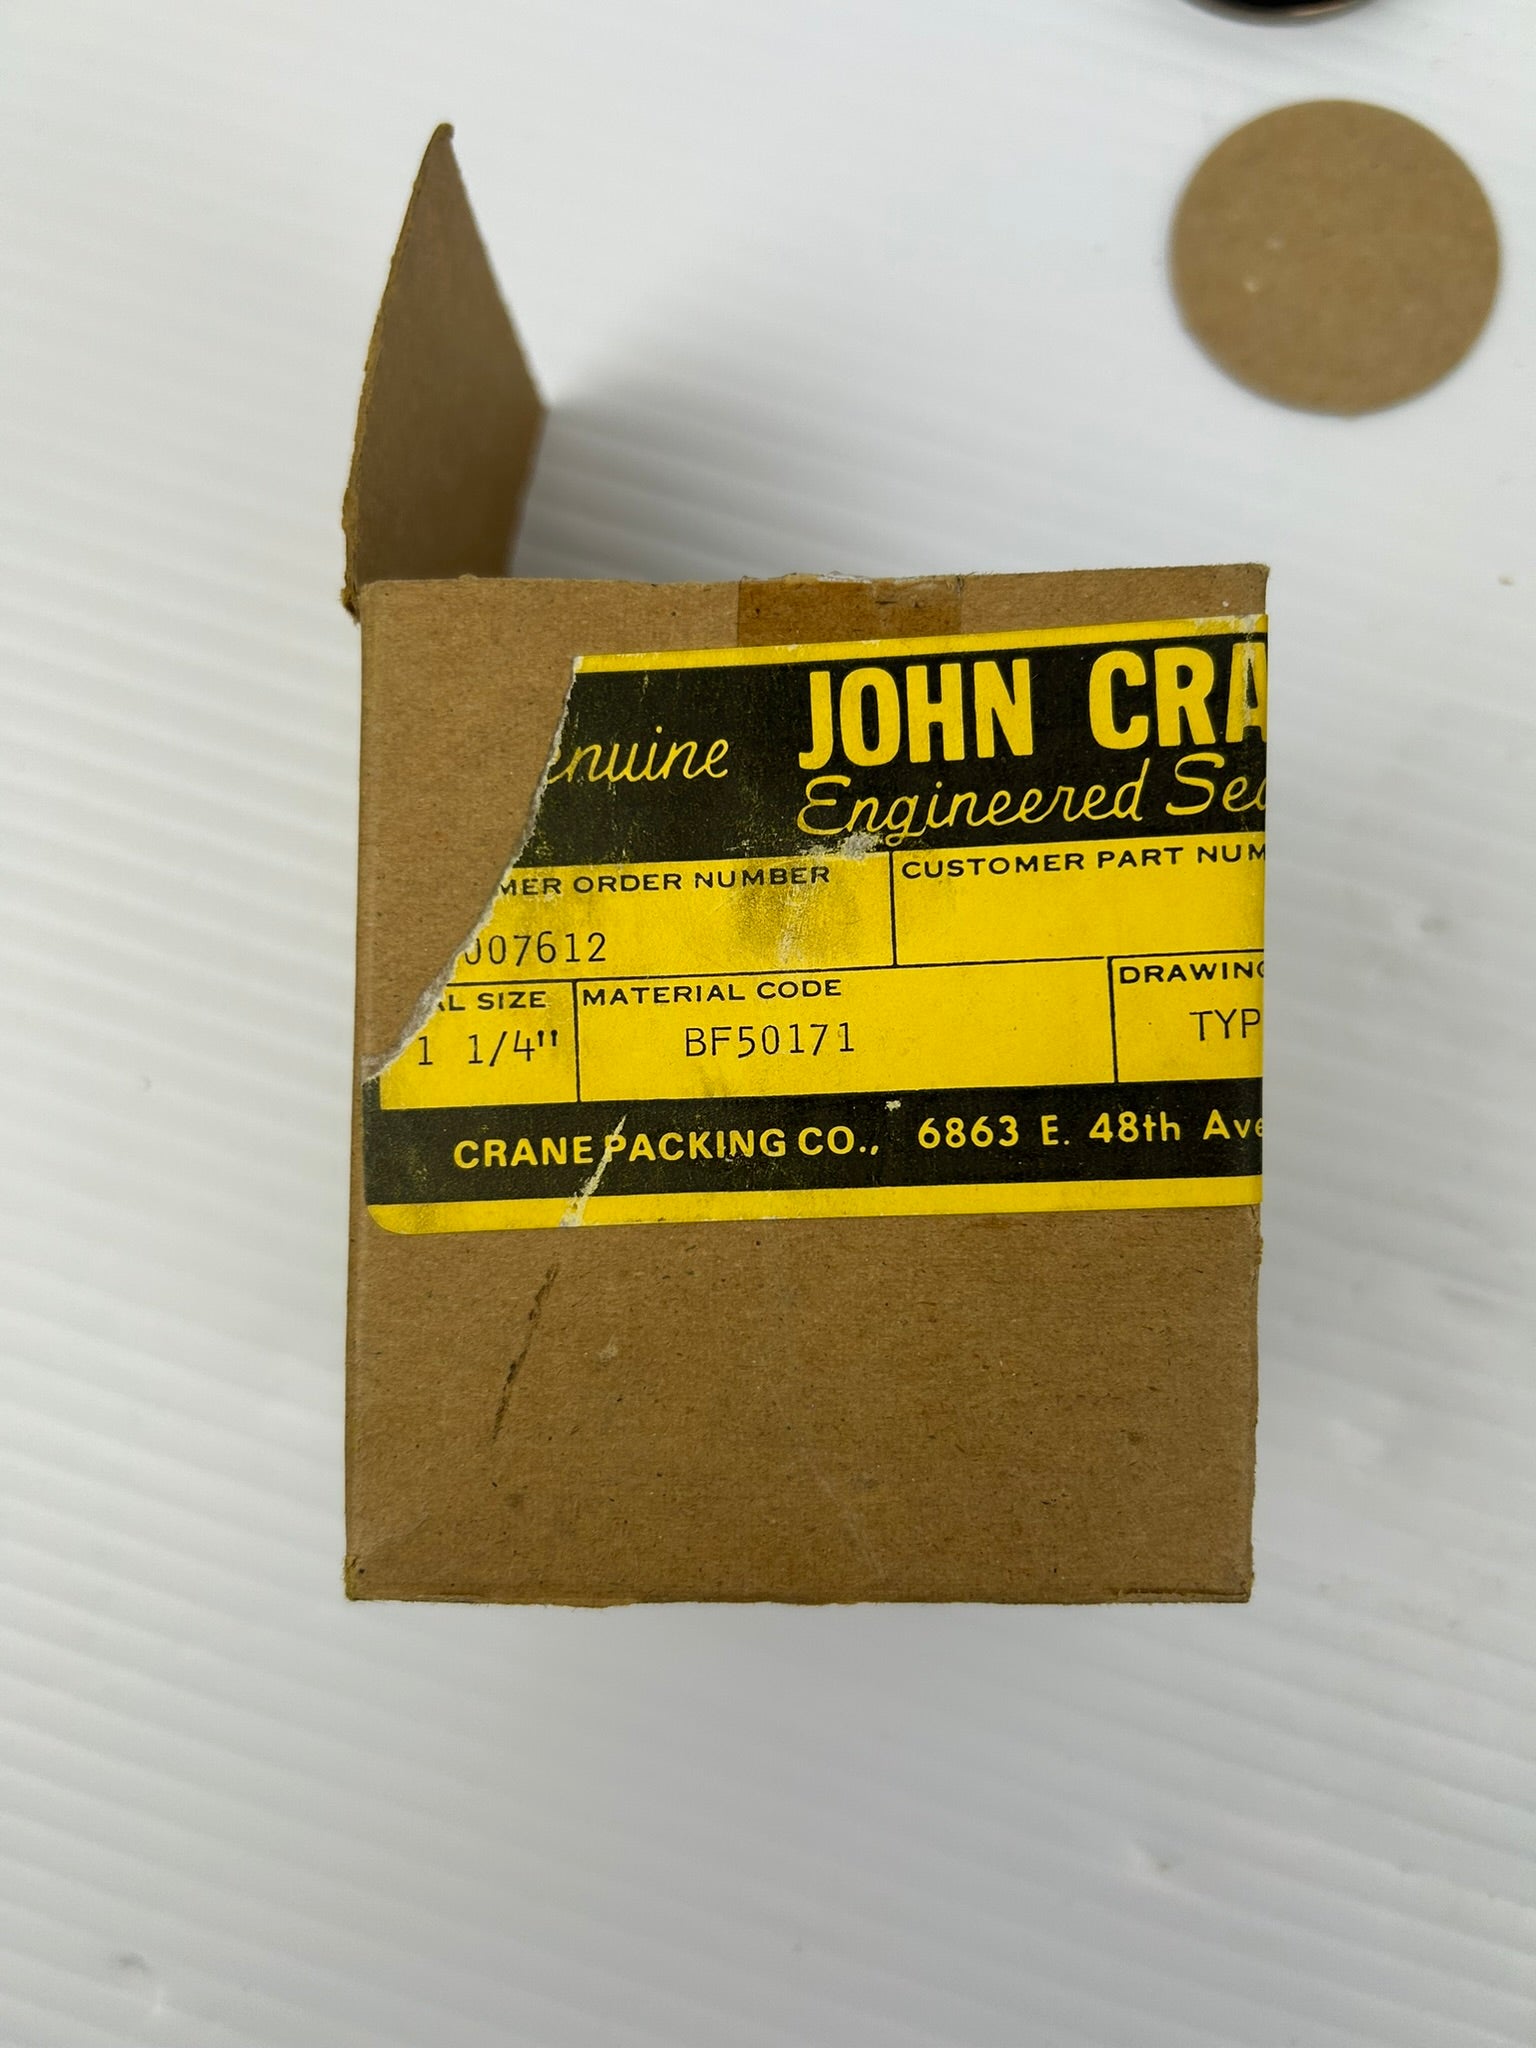 enuine JOHN CRA
Engineered Sea
MER ORDER NUMBER CUSTOMER PART NUM
007612
AL SIZE MATERIAL CODE DRAWING
1 1/4" BF50171 TYP
CRANE PACKING CO., 6863 E. 48th Ave